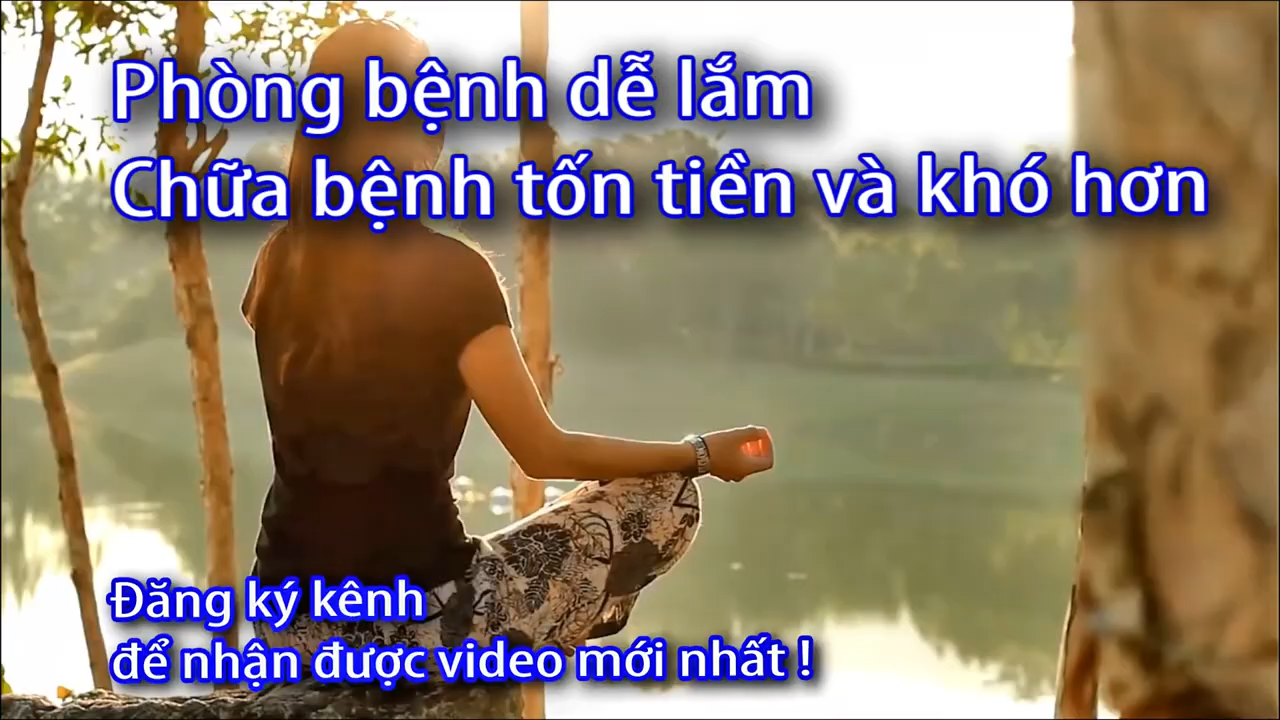 Phòng bệnh dễ lắm
Chữa bệnh tốn tiền và khó hơn
Đăng ký kênh
để nhận được video mới nhất !